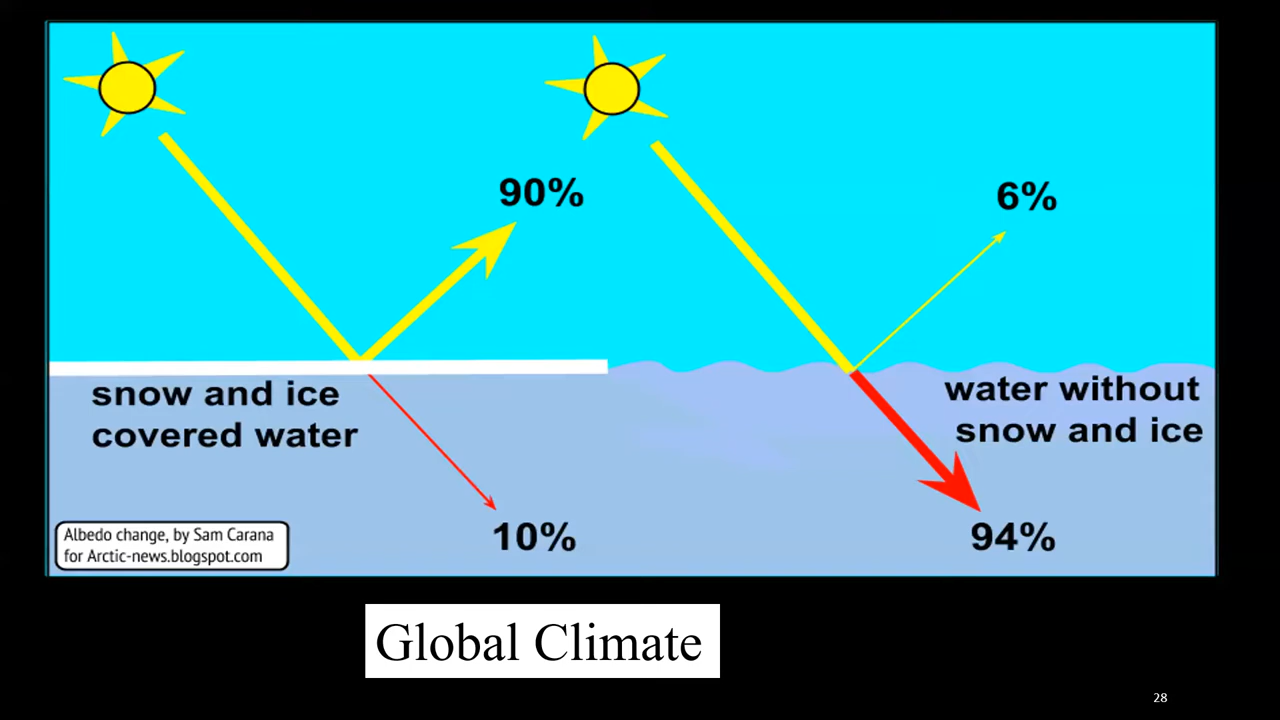 90%
6%
snow and ice
covered water
water without
snow and ice
10%
94%
Albedo change, by Sam Carana
for Arctic-news.blogspot.com
Global Climate
28